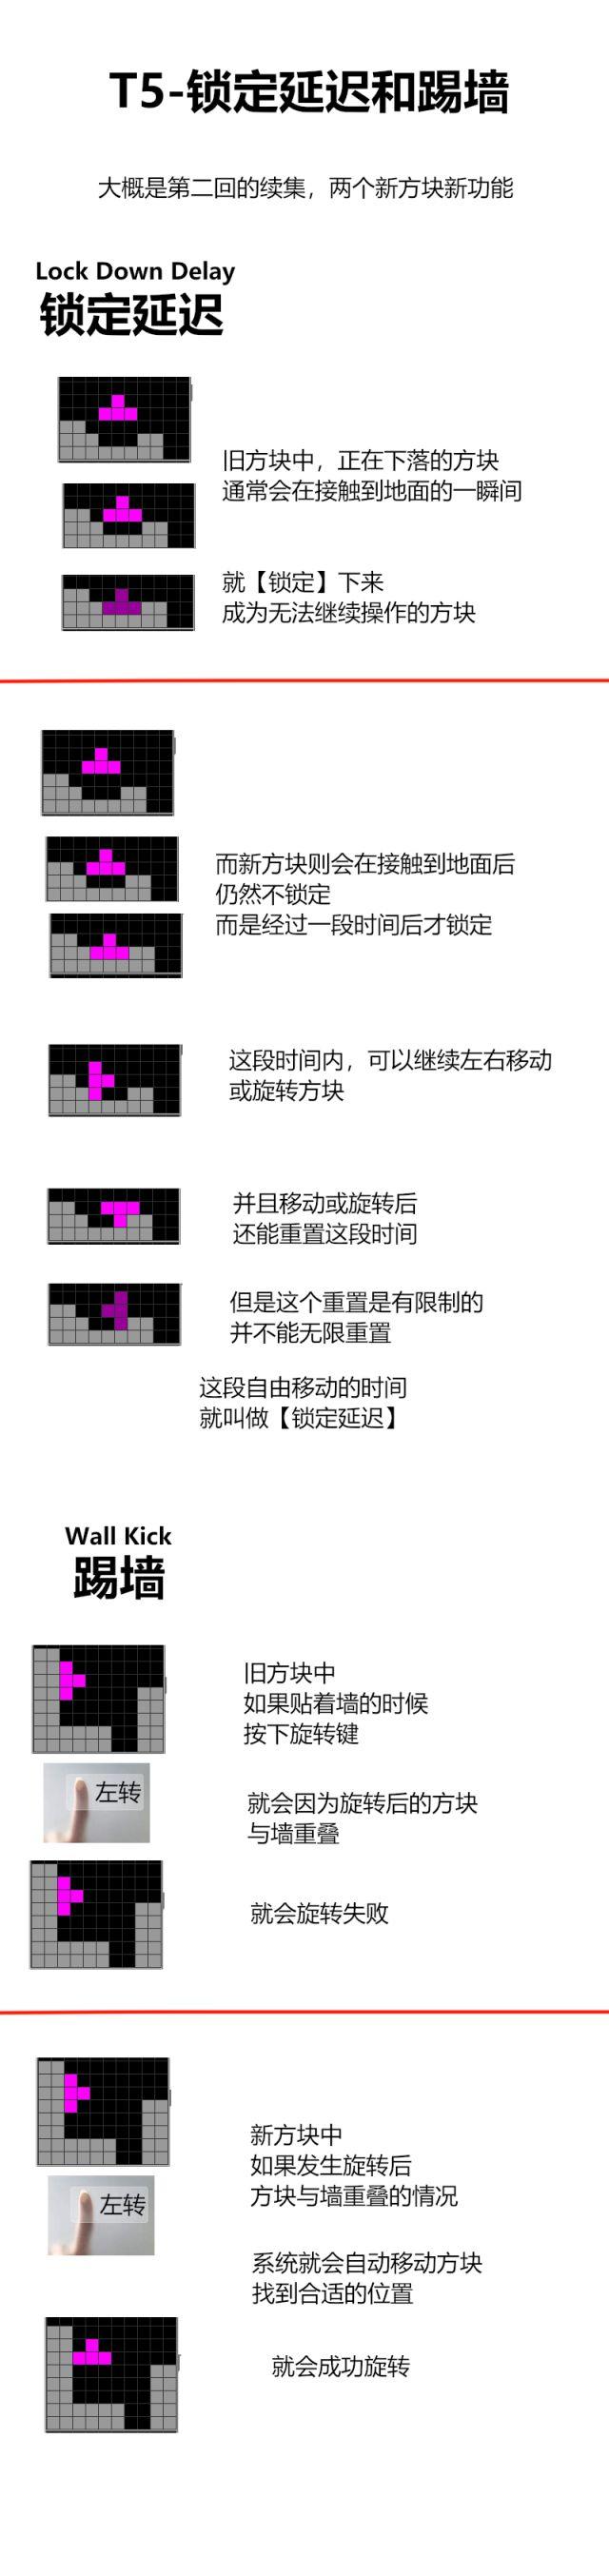 T5-锁定延迟和踢墙
大概是第二回的续集，两个新方块新功能
Lock Down Delay
锁定延迟
旧方块中，正在下落的方块
通常会在接触到地面的一瞬间
就【锁定】下来
成为无法继续操作的方块
而新方块则会在接触到地面后
仍然不锁定
而是经过一段时间后才锁定
这段时间内，可以继续左右移动
或旋转方块
并且移动或旋转后
还能重置这段时间
但是这个重置是有限制的
并不能无限重置
这段自由移动的时间
就叫做【锁定延迟】
Wall Kick
踢墙
旧方块中
如果贴着墙的时候
按下旋转键
左转
就会因为旋转后的方块
与墙重叠
就会旋转失败
新方块中
如果发生旋转后
方块与墙重叠的情况
左转
系统就会自动移动方块
找到合适的位置
就会成功旋转